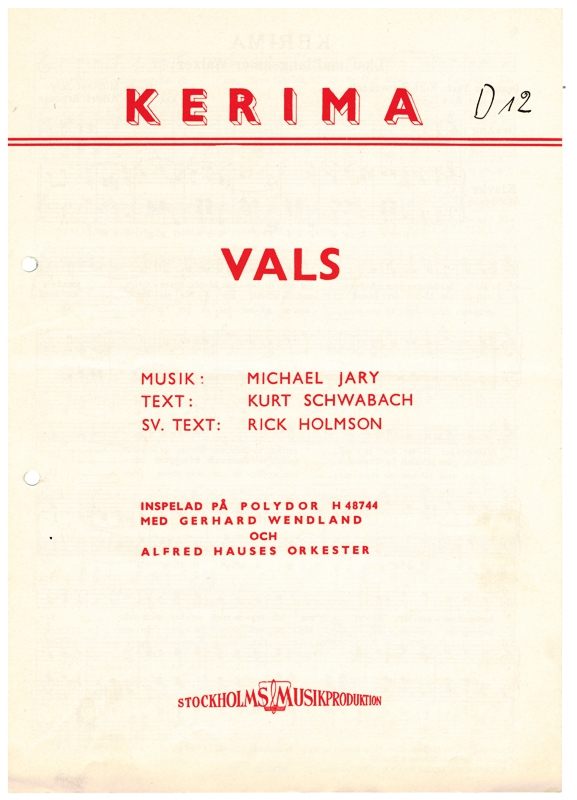 KERIMA D12
VALS
MUSIK: MICHAEL JARY
TEXT: KURT SCHWABACH
SV. TEXT: RICK HOLMSON
INSPELAD PÅ POLYDOR H 48744
MED GERHARD WENDLAND
OCH
ALFRED HAUSES ORKESTER
STOCKHOLMS MUSIKPRODUKTION